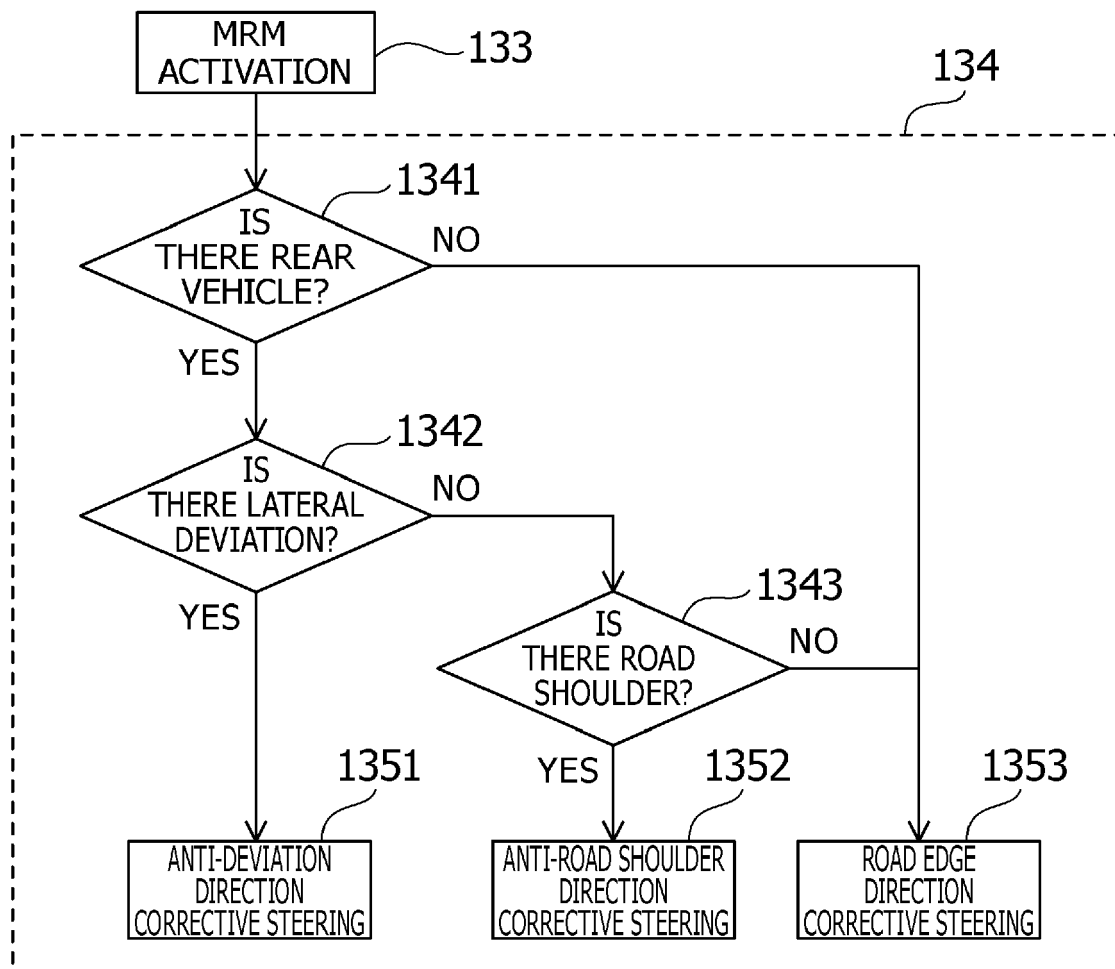 MRM
ACTIVATION
133
134
1341
IS
THERE REAR
VEHICLE?
NO
YES
1342
IS
THERE LATERAL
DEVIATION?
NO
YES
1343
IS
THERE ROAD
SHOULDER?
NO
YES
1351
1352
1353
ANTI-DEVIATION
DIRECTION
CORRECTIVE STEERING
ANTI-ROAD SHOULDER
DIRECTION
CORRECTIVE STEERING
ROAD EDGE
DIRECTION
CORRECTIVE STEERING